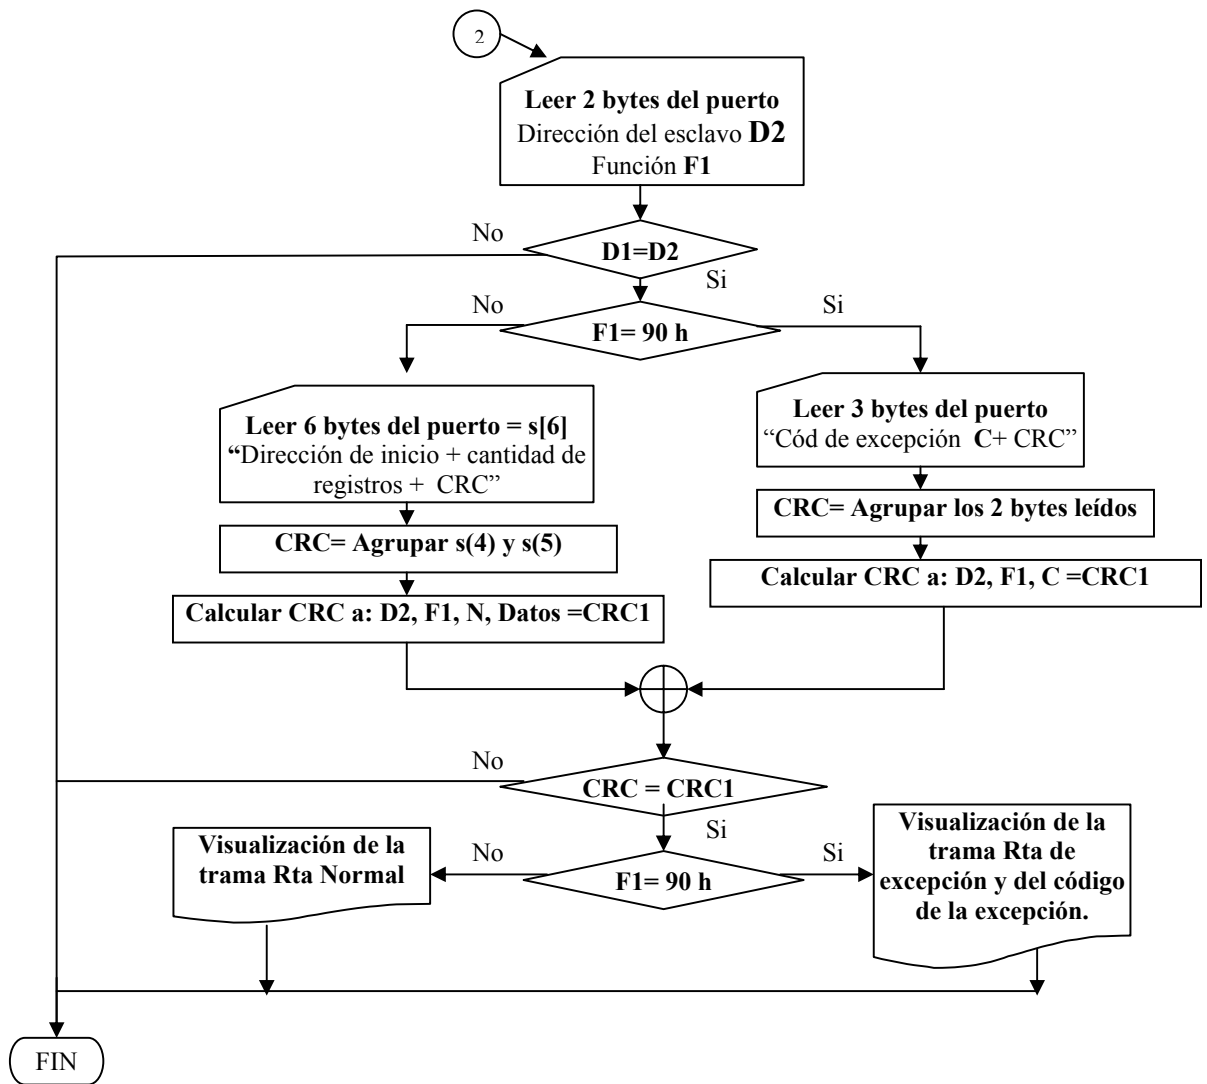 2
Leer 2 bytes del puerto
Dirección del esclavo D2
Función F1
No
D1=D2
Si
No
Si
F1= 90 h
Leer 6 bytes del puerto = s[6]
“Dirección de inicio + cantidad de
registros + CRC”
Leer 3 bytes del puerto
“Cód de excepción C+ CRC”
CRC= Agrupar s(4) y s(5)
CRC= Agrupar los 2 bytes leídos
Calcular CRC a: D2, F1, N, Datos =CRC1
Calcular CRC a: D2, F1, C =CRC1
No
CRC = CRC1
Si
Visualización de la
trama Rta Normal
No
F1= 90 h
Si
Visualización de la
trama Rta de
excepción y del código
de la excepción.
FIN